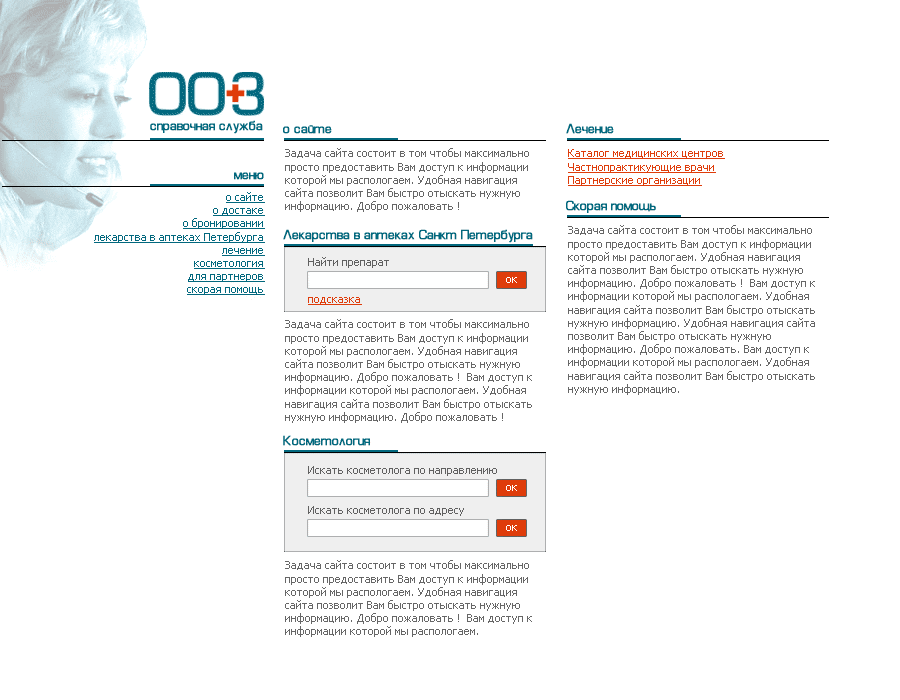 003
справочная служба
меню
о сайте
о достаке
о бронировании
лекарства в аптеках Петербурга
лечение
косметология
для партнеров
скорая помощь
о сайте
Задача сайта состоит в том чтобы максимально
просто предоставить Вам доступ к информации
которой мы распологаем. Удобная навигация
сайта позволит Вам быстро отыскать нужную
информацию. Добро пожаловать !
Лекарства в аптеках Санкт Петербурга
Найти препарат
ок
подсказка
Задача сайта состоит в том чтобы максимально
просто предоставить Вам доступ к информации
которой мы распологаем. Удобная навигация
сайта позволит Вам быстро отыскать нужную
информацию. Добро пожаловать ! Вам доступ к
информации которой мы распологаем. Удобная
навигация сайта позволит Вам быстро отыскать
нужную информацию. Добро пожаловать !
Косметология
Искать косметолога по направлению
ок
Искать косметолога по адресу
ок
Задача сайта состоит в том чтобы максимально
просто предоставить Вам доступ к информации
которой мы распологаем. Удобная навигация
сайта позволит Вам быстро отыскать нужную
информацию. Добро пожаловать ! Вам доступ к
информации которой мы распологаем.
Лечение
Каталог медицинских центров
Частнопрактикующие врачи
Партнерские организации
Скорая помощь
Задача сайта состоит в том чтобы максимально
просто предоставить Вам доступ к информации
которой мы распологаем. Удобная навигация
сайта позволит Вам быстро отыскать нужную
информацию. Добро пожаловать ! Вам доступ к
информации которой мы распологаем. Удобная
навигация сайта позволит Вам быстро отыскать
нужную информацию. Удобная навигация сайта
позволит Вам быстро отыскать нужную
информацию. Добро пожаловать. Вам доступ к
информации которой мы распологаем. Удобная
навигация сайта позволит Вам быстро отыскать
нужную информацию.